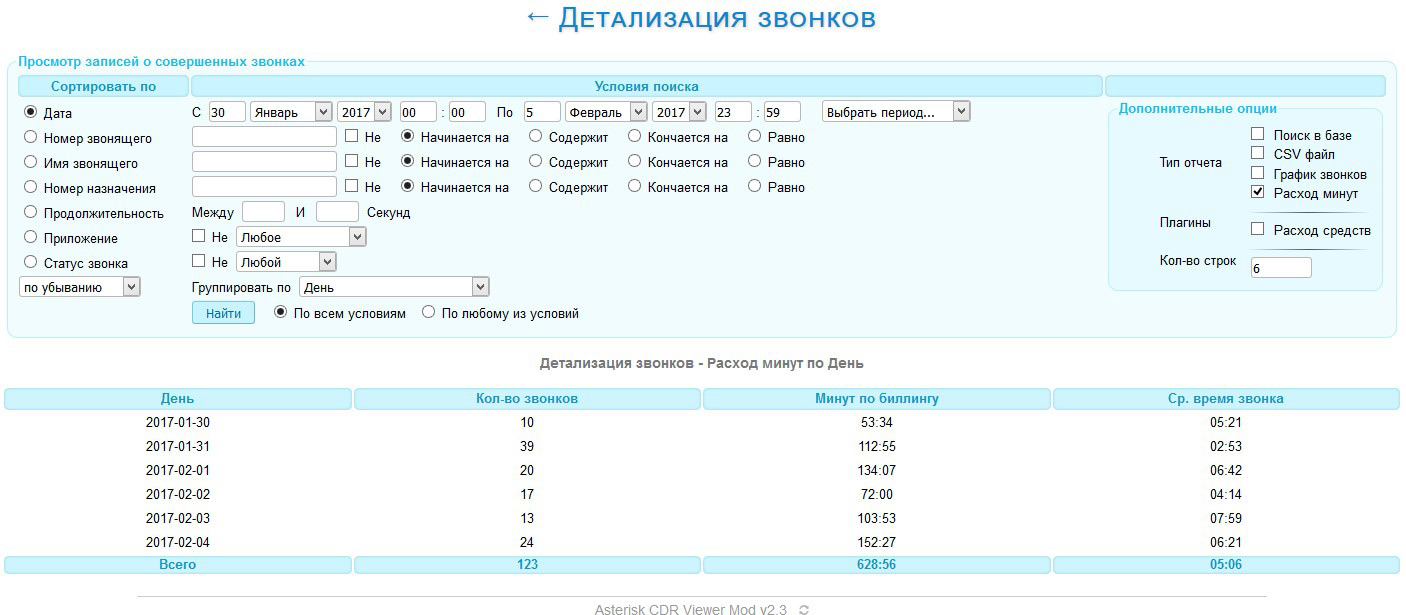 ← Детализация звонков
Просмотр записей о совершенных звонках
Сортировать по Условия поиска
Дата С 30 Январь 2017 00 : 00 По 5 Февраль 2017 23 : 59 Выбрать период...
Номер звонящего Не Начинается на Содержит Кончается на Равно
Имя звонящего Не Начинается на Содержит Кончается на Равно
Номер назначения Не Начинается на Содержит Кончается на Равно
Продолжительность Между И Секунд
Приложение Не Любое
Статус звонка Не Любой
по убыванию Группировать по День
Найти По всем условиям По любому из условий
Дополнительные опции
Тип отчета
Поиск в базе
CSV файл
График звонков
Расход минут
Плагины Расход средств
Кол-во строк 6
Детализация звонков - Расход минут по День
День Кол-во звонков Минут по биллингу Ср. время звонка
2017-01-30 10 53:34 05:21
2017-01-31 39 112:55 02:53
2017-02-01 20 134:07 06:42
2017-02-02 17 72:00 04:14
2017-02-03 13 103:53 07:59
2017-02-04 24 152:27 06:21
Всего 123 628:56 05:06
Asterisk CDR Viewer Mod v2.3